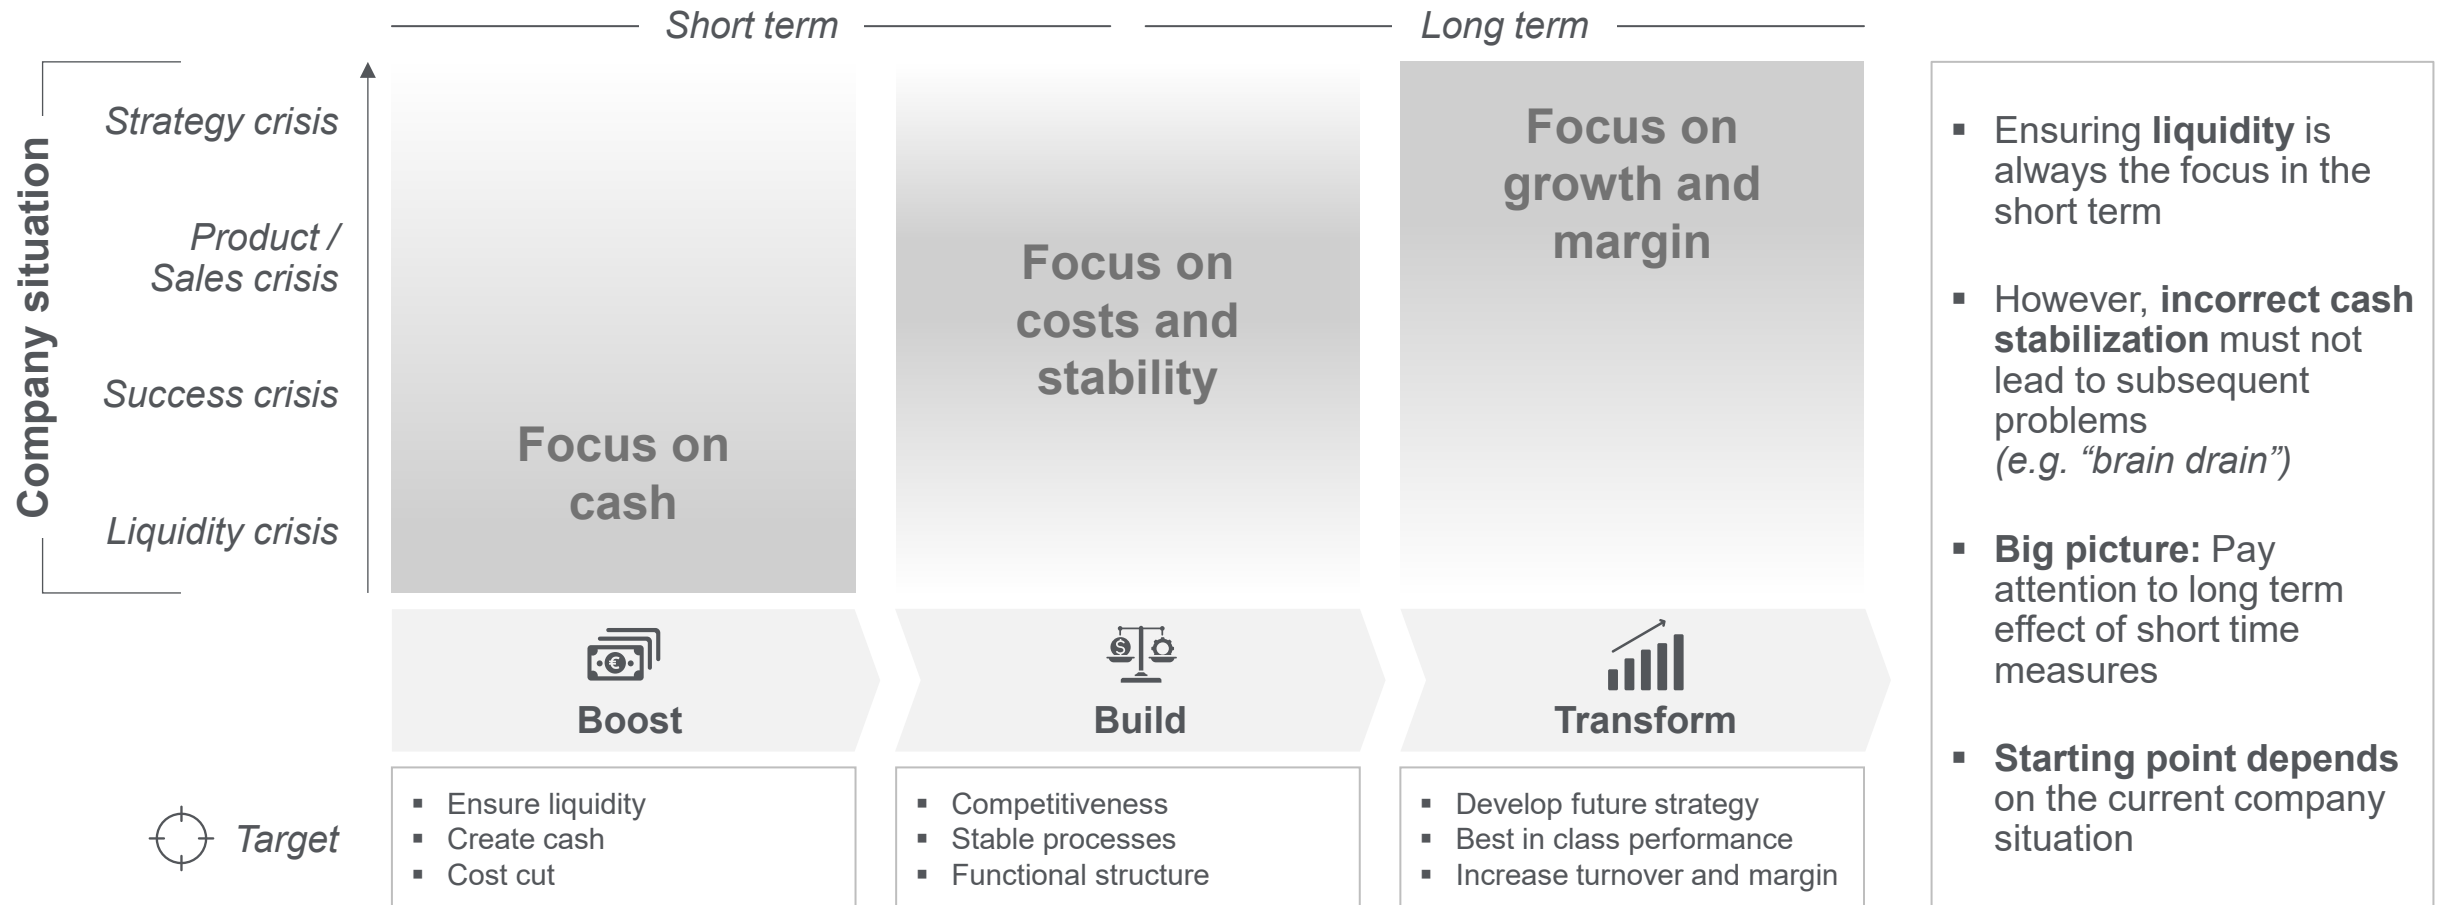 Short term
Long term
Company situation
Strategy crisis
Product /
Sales crisis
Success crisis
Liquidity crisis
Focus on
cash
Focus on
costs and
stability
Focus on
growth and
margin
Boost
Build
Transform
Target
▪ Ensure liquidity
▪ Create cash
▪ Cost cut
▪ Competitiveness
▪ Stable processes
▪ Functional structure
▪ Develop future strategy
▪ Best in class performance
▪ Increase turnover and margin
▪ Ensuring liquidity is
always the focus in the
short term
▪ However, incorrect cash
stabilization must not
lead to subsequent
problems
(e.g. “brain drain”)
▪ Big picture: Pay
attention to long term
effect of short time
measures
▪ Starting point depends
on the current company
situation